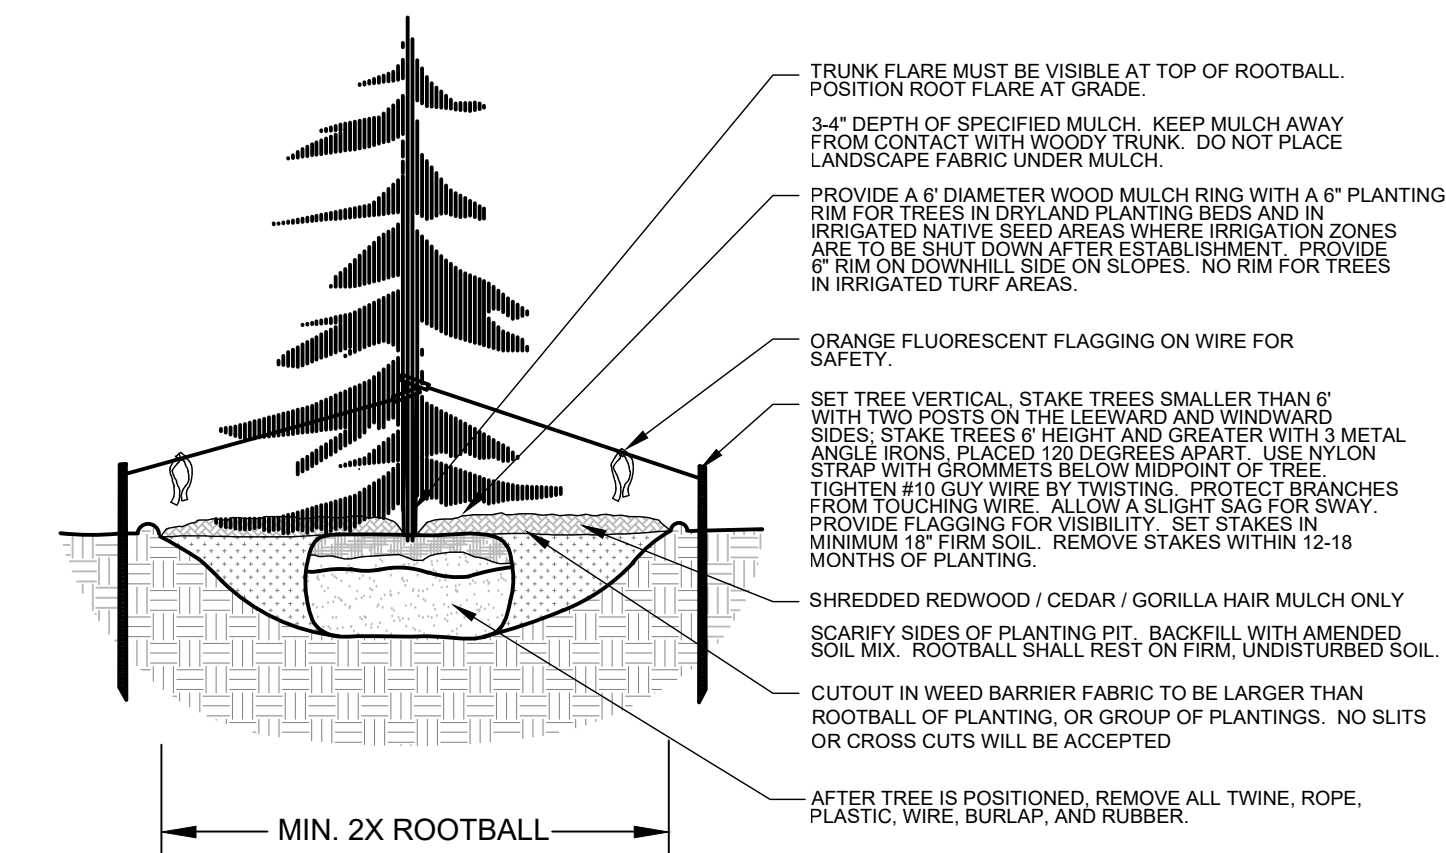 TRUNK FLARE MUST BE VISIBLE AT TOP OF ROOTBALL.
POSITION ROOT FLARE AT GRADE.
3-4" DEPTH OF SPECIFIED MULCH. KEEP MULCH AWAY
FROM CONTACT WITH WOODY TRUNK. DO NOT PLACE
LANDSCAPE FABRIC UNDER MULCH.
PROVIDE A 6' DIAMETER WOOD MULCH RING WITH A 6" PLANTING
RIM FOR TREES IN DRYLAND PLANTING BEDS AND IN
IRRIGATED NATIVE SEED AREAS WHERE IRRIGATION ZONES
ARE TO BE SHUT DOWN AFTER ESTABLISHMENT. PROVIDE
6" RIM ON DOWNHILL SIDE ON SLOPES. NO RIM FOR TREES
IN IRRIGATED TURF AREAS.
ORANGE FLUORESCENT FLAGGING ON WIRE FOR
SAFETY.
SET TREE VERTICAL, STAKE TREES SMALLER THAN 6'
WITH TWO POSTS ON THE LEEWARD AND WINDWARD
SIDES; STAKE TREES 6' HEIGHT AND GREATER WITH 3 METAL
ANGLE IRONS, PLACED 120 DEGREES APART. USE NYLON
STRAP WITH GROMMETS BELOW MIDPOINT OF TREE.
TIGHTEN #10 GUY WIRE BY TWISTING. PROTECT BRANCHES
FROM TOUCHING WIRE. ALLOW A SLIGHT SAG FOR SWAY.
PROVIDE FLAGGING FOR VISIBILITY. SET STAKES IN
MINIMUM 18" FIRM SOIL. REMOVE STAKES WITHIN 12-18
MONTHS OF PLANTING.
SHREDDED REDWOOD / CEDAR / GORILLA HAIR MULCH ONLY
SCARIFY SIDES OF PLANTING PIT. BACKFILL WITH AMENDED
SOIL MIX. ROOTBALL SHALL REST ON FIRM, UNDISTURBED SOIL.
CUTOUT IN WEED BARRIER FABRIC TO BE LARGER THAN
ROOTBALL OF PLANTING, OR GROUP OF PLANTINGS. NO SLITS
OR CROSS CUTS WILL BE ACCEPTED
AFTER TREE IS POSITIONED, REMOVE ALL TWINE, ROPE,
PLASTIC, WIRE, BURLAP, AND RUBBER.
MIN. 2X ROOTBALL